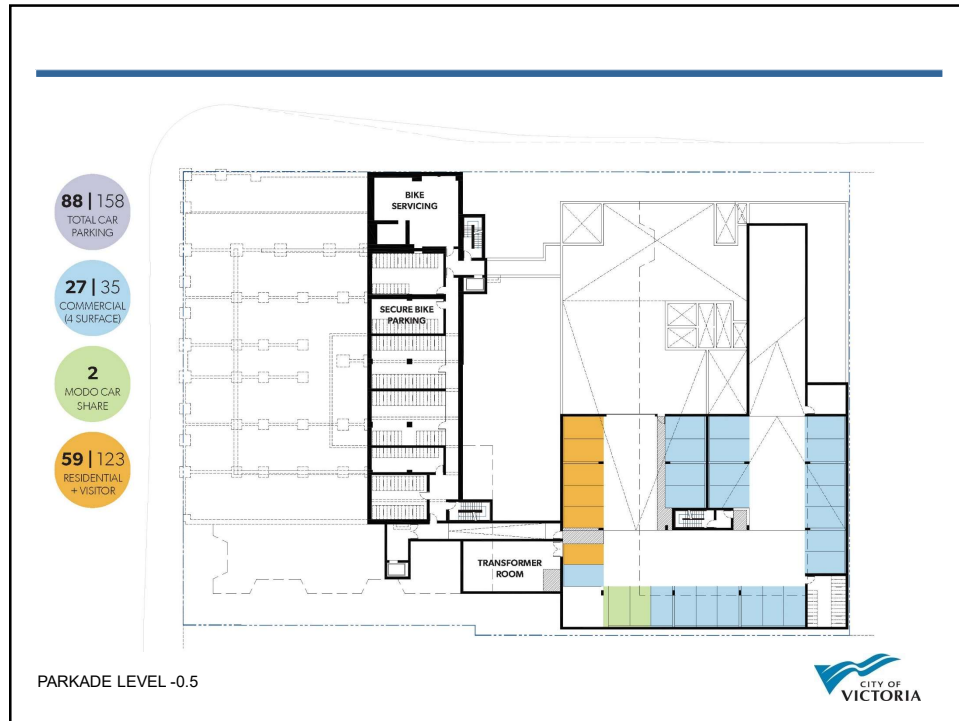 88 | 158
TOTAL CAR
PARKING
27 | 35
COMMERCIAL
(4 SURFACE)
2
MODO CAR
SHARE
59 | 123
RESIDENTIAL
+ VISITOR
BIKE
SERVICING
SECURE BIKE
PARKING
TRANSFORMER
ROOM
PARKADE LEVEL -0.5
CITY OF
VICTORIA